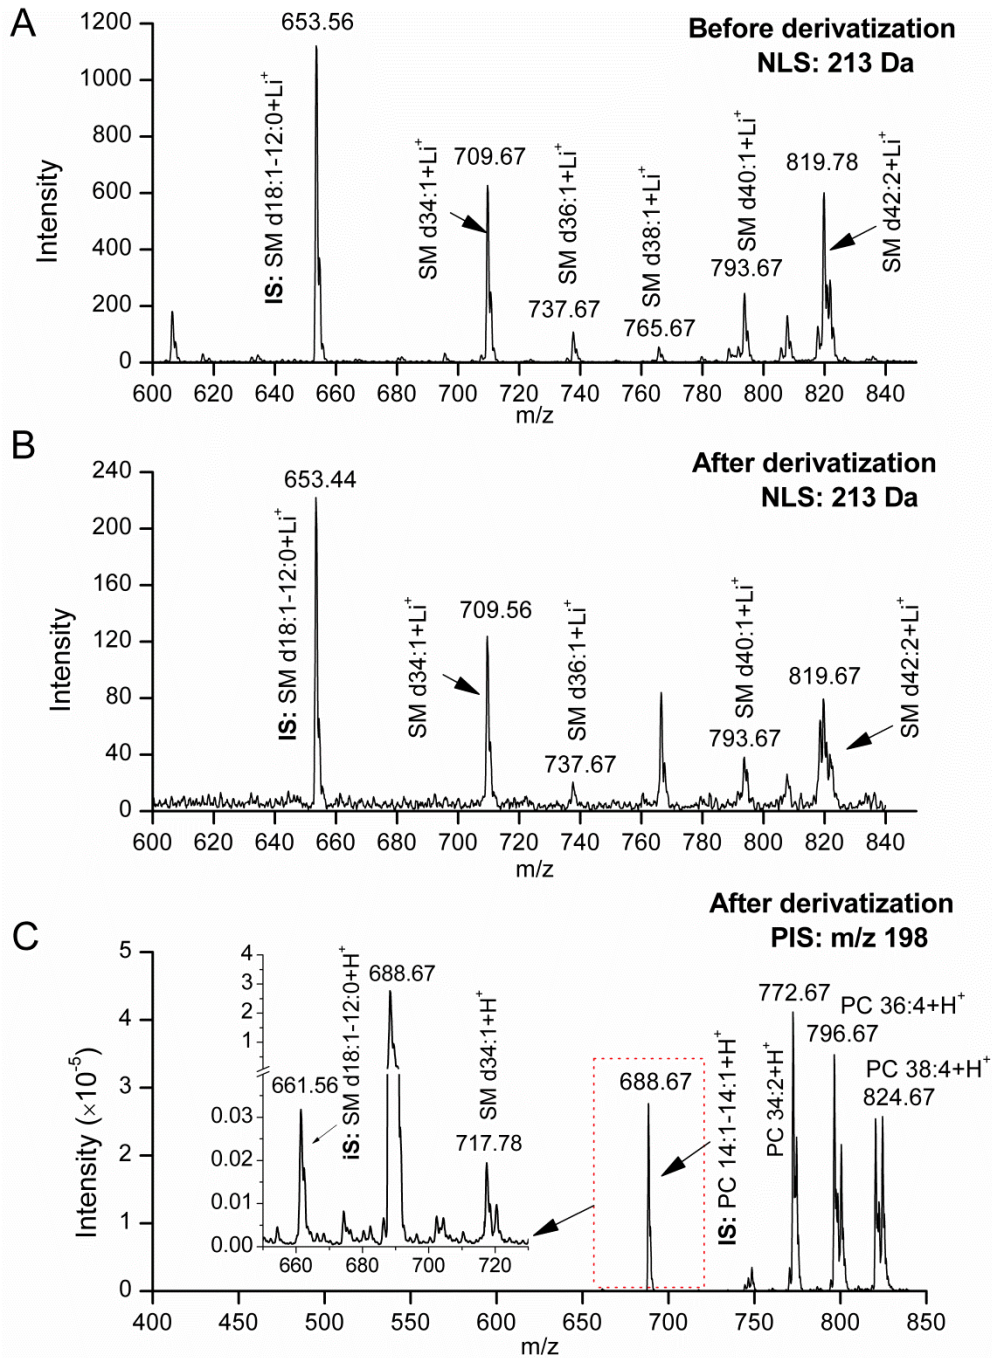 A
Before derivatization
NLS: 213 Da
1200
1000
800
600
400
200
0
Intensity
653.56
IS: SM d18:1-12:0+Li⁺
SM d34:1+Li⁺
709.67
SM d36:1+Li⁺
737.67
SM d38:1+Li⁺
765.67
SM d40:1+Li⁺
793.67
819.78
SM d42:2+Li⁺
600 620 640 660 680 700 720 740 760 780 800 820 840
m/z
B
After derivatization
NLS: 213 Da
240
200
160
120
80
40
0
Intensity
653.44
IS: SM d18:1-12:0+Li⁺
SM d34:1+Li⁺
709.56
SM d36:1+Li⁺
737.67
SM d40:1+Li⁺
793.67
819.67
SM d42:2+Li⁺
600 620 640 660 680 700 720 740 760 780 800 820 840
m/z
C
After derivatization
PIS: m/z 198
5
4
3
2
1
0
Intensity (×10⁻⁵)
4
3
2
1
0.03
0.02
0.01
0.00
661.56
iS: SM d18:1-12:0+H⁺
688.67
SM d34:1+H⁺
717.78
660 680 700 720
688.67
IS: PC 14:1-14:1+H⁺
PC 34:2+H⁺
772.67
PC 36:4+H⁺
796.67
PC 38:4+H⁺
824.67
400 450 500 550 600 650 700 750 800 850
m/z